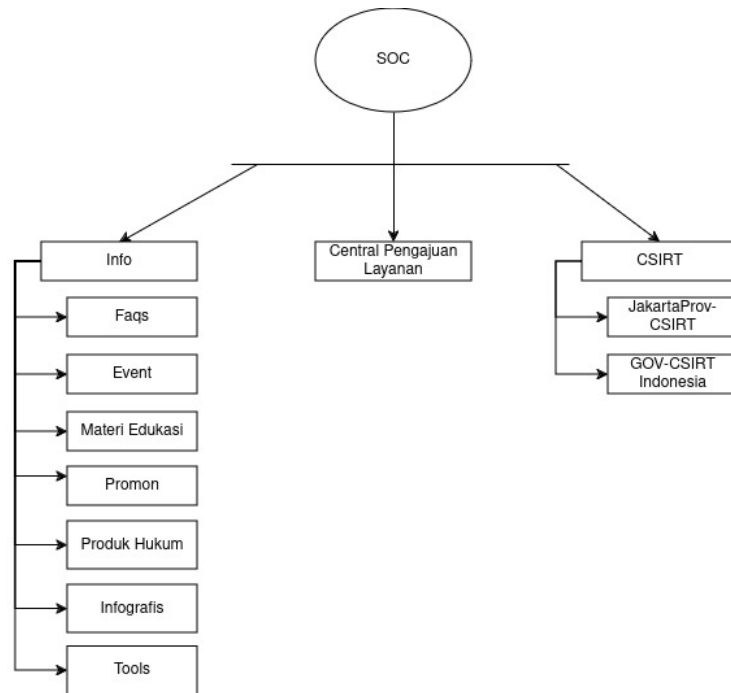 SOC
Info
Central Pengajuan
Layanan
CSIRT
Faqs
JakartaProv-
CSIRT
Event
GOV-CSIRT
Indonesia
Materi Edukasi
Promon
Produk Hukum
Infografis
Tools